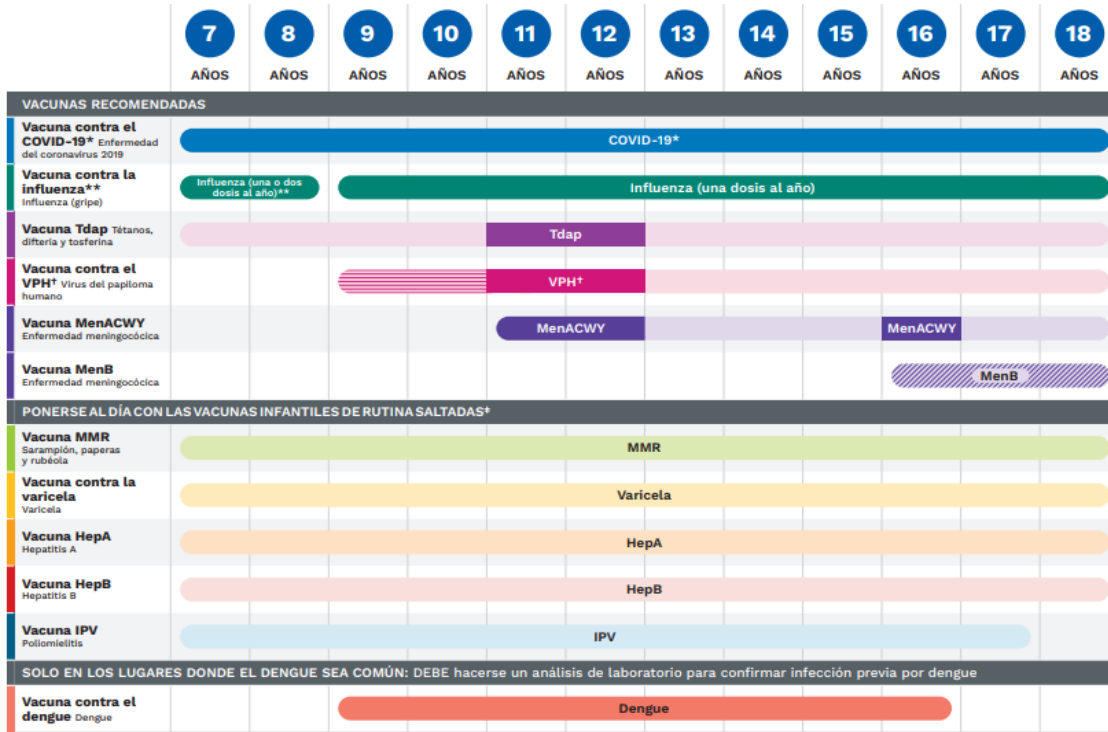 7 8 9 10 11 12 13 14 15 16 17 18
AÑOS AÑOS AÑOS AÑOS AÑOS AÑOS AÑOS AÑOS AÑOS AÑOS AÑOS AÑOS
VACUNAS RECOMENDADAS
Vacuna contra el
COVID-19* Enfermedad
del coronavirus 2019
COVID-19*
Vacuna contra la
influenza**
Influenza (gripe)
Influenza (una o dos
dosis al año)**
Influenza (una dosis al año)
Vacuna Tdap Tétanos,
difteria y tosferina
Tdap
Vacuna contra el
VPH† Virus del papiloma
humano
VPH†
Vacuna MenACWY
Enfermedad meningocócica
MenACWY
MenACWY
Vacuna MenB
Enfermedad meningocócica
MenB
PONERSE AL DÍA CON LAS VACUNAS INFANTILES DE RUTINA SALTADAS‡
Vacuna MMR
Sarampión, paperas
y rubéola
MMR
Vacuna contra la
varicela
Varicela
Varicela
Vacuna HepA
Hepatitis A
HepA
Vacuna HepB
Hepatitis B
HepB
Vacuna IPV
Poliomielitis
IPV
SOLO EN LOS LUGARES DONDE EL DENGUE SEA COMÚN: DEBE hacerse un análisis de laboratorio para confirmar infección previa por dengue
Vacuna contra el
dengue Dengue
Dengue